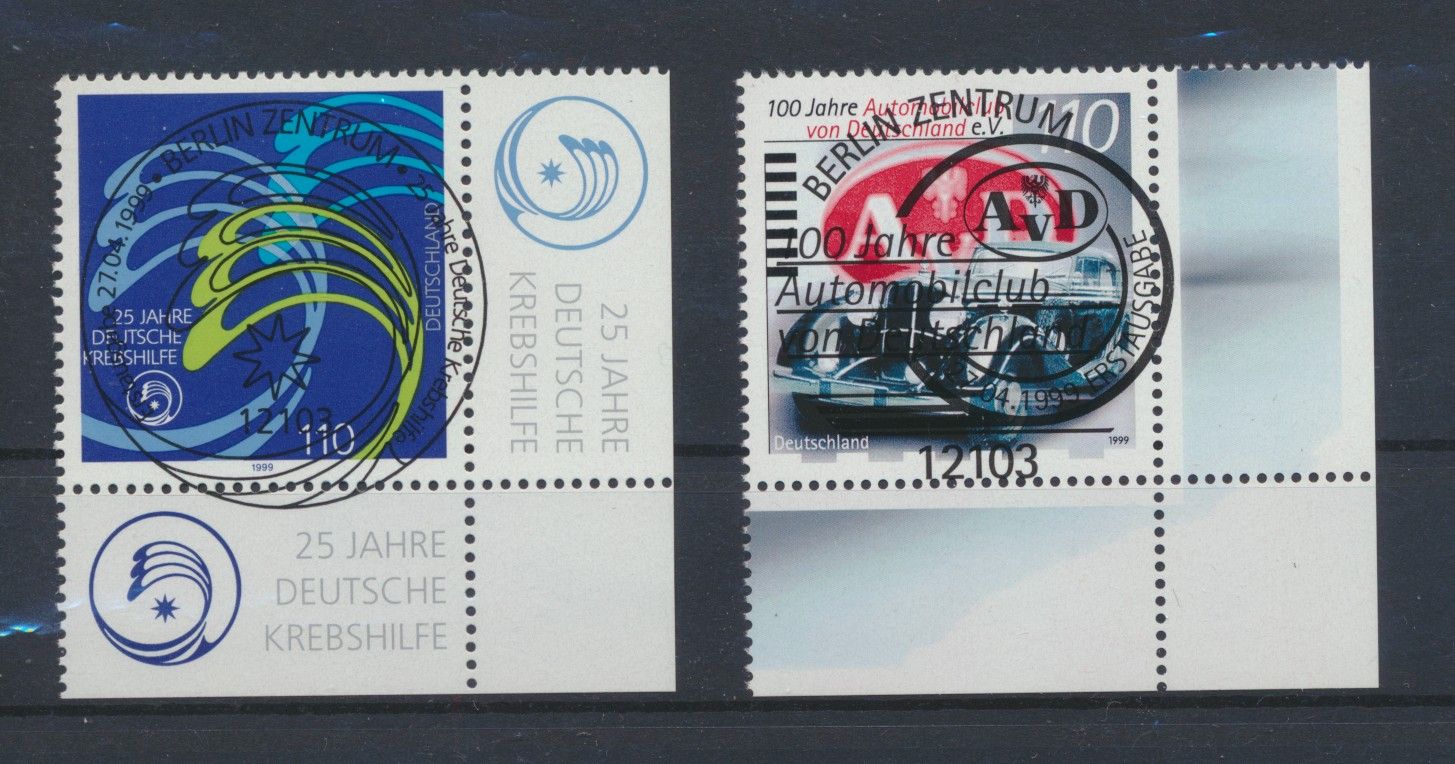 25 JAHRE
DEUTSCHE
KREBSHILFE
DEUTSCHLAND
110
1999
BERLIN ZENTRUM
25 Jahre Deutsche Krebshilfe
27.04.1999
12103
25 JAHRE
DEUTSCHE
KREBSHILFE
25 JAHRE
DEUTSCHE
KREBSHILFE
100 Jahre Automobilclub
von Deutschland e.V.
110
Deutschland
1999
BERLIN ZENTRUM
AvD
100 Jahre
Automobilclub
von Deutschland
.04.1999 ERSTAUSGABE
12103